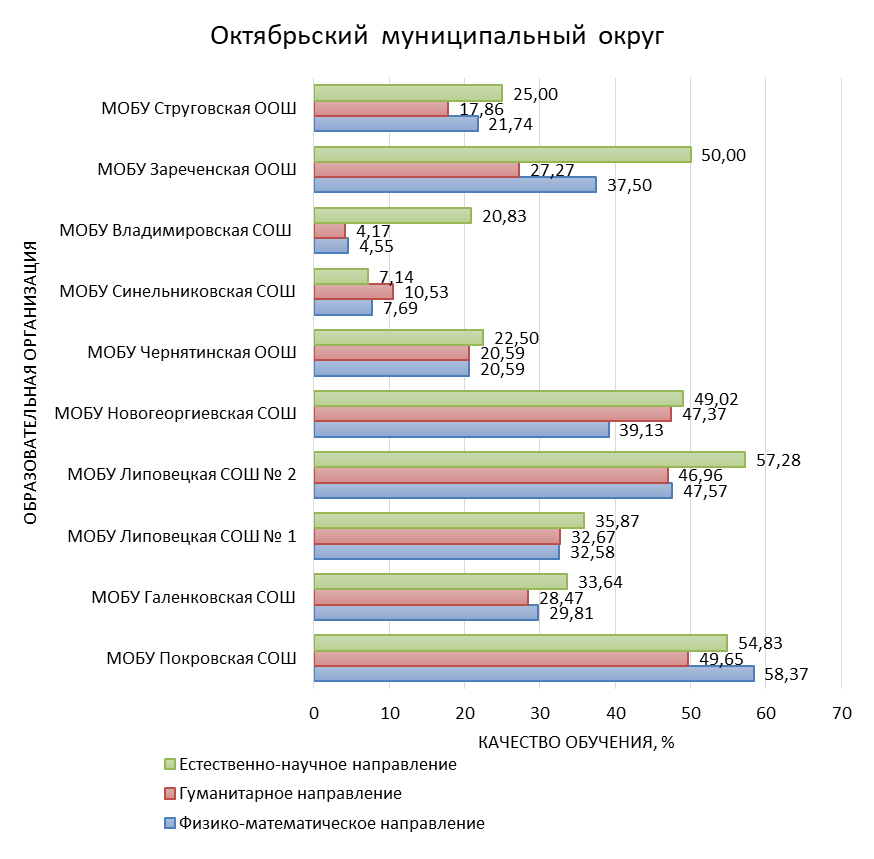 Октябрьский муниципальный округ
ОБРАЗОВАТЕЛЬНАЯ ОРГАНИЗАЦИЯ
МОБУ Струговская ООШ
25,00
17,86
21,74
МОБУ Зареченская ООШ
50,00
27,27
37,50
МОБУ Владимировская СОШ
20,83
4,17
4,55
МОБУ Синельниковская СОШ
7,14
10,53
7,69
МОБУ Чернятинская ООШ
22,50
20,59
20,59
МОБУ Новогеоргиевская СОШ
49,02
47,37
39,13
МОБУ Липовецкая СОШ № 2
57,28
46,96
47,57
МОБУ Липовецкая СОШ № 1
35,87
32,67
32,58
МОБУ Галенковская СОШ
33,64
28,47
29,81
МОБУ Покровская СОШ
54,83
49,65
58,37
0 10 20 30 40 50 60 70
КАЧЕСТВО ОБУЧЕНИЯ, %
Естественно-научное направление
Гуманитарное направление
Физико-математическое направление